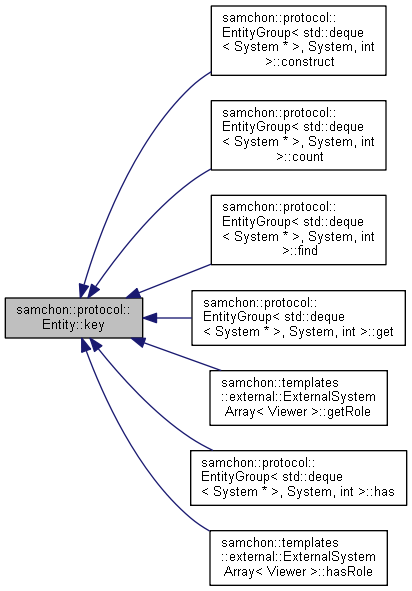 samchon::protocol::
EntityGroup< std::deque
< System * >, System, int
>::construct
samchon::protocol::
EntityGroup< std::deque
< System * >, System, int
>::count
samchon::protocol::
EntityGroup< std::deque
< System * >, System, int
>::find
samchon::protocol::
Entity::key
samchon::protocol::
EntityGroup< std::deque
< System * >, System, int >::get
samchon::templates
::external::ExternalSystem
Array< Viewer >::getRole
samchon::protocol::
EntityGroup< std::deque
< System * >, System, int >::has
samchon::templates
::external::ExternalSystem
Array< Viewer >::hasRole